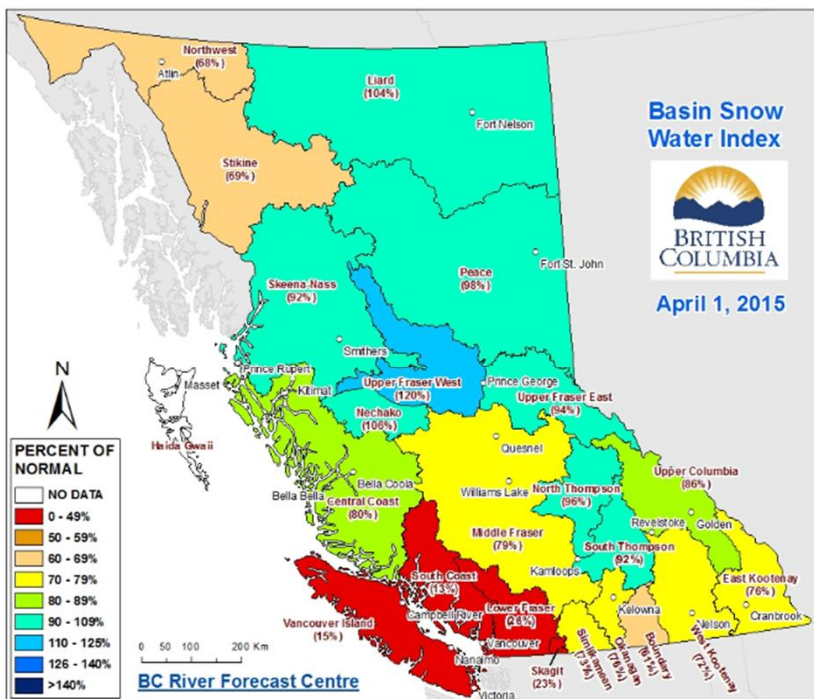 Northwest
(68%)
Atlin
Liard
(104%)
Fort Nelson
Basin Snow
Water Index
BRITISH
COLUMBIA
April 1, 2015
Stikine
(69%)
Peace
(98%)
Fort St. John
Skeena-Nass
(92%)
Smithers
N
Masset
Prince Rupert
Kitimat
Upper Fraser West
(120%)
Prince George
Upper Fraser East
(94%)
Nechako
(106%)
Haida Gwaii
Quesnel
Bella Coola
Bella Bella
Central Coast
(80%)
Williams Lake
North Thompson
(96%)
Upper Columbia
(86%)
Revelstoke
Golden
Middle Fraser
(79%)
South Thompson
(92%)
Kamloops
East Kootenay
(76%)
Cranbrook
South Coast
(13%)
Campbell River
Lower Fraser
Vancouver Island
(15%)
Vancouver
Nanaimo
Victoria
Skagit
(23%)
Similkameen
(73%)
Okanagan
Kelowna
Boundary
(61%)
Nelson
West Kootenay
(72%)
PERCENT OF
NORMAL
NO DATA
0 - 49%
50 - 59%
60 - 69%
70 - 79%
80 - 89%
90 - 109%
110 - 125%
126 - 140%
>140%
0 50 100 200 Km
BC River Forecast Centre